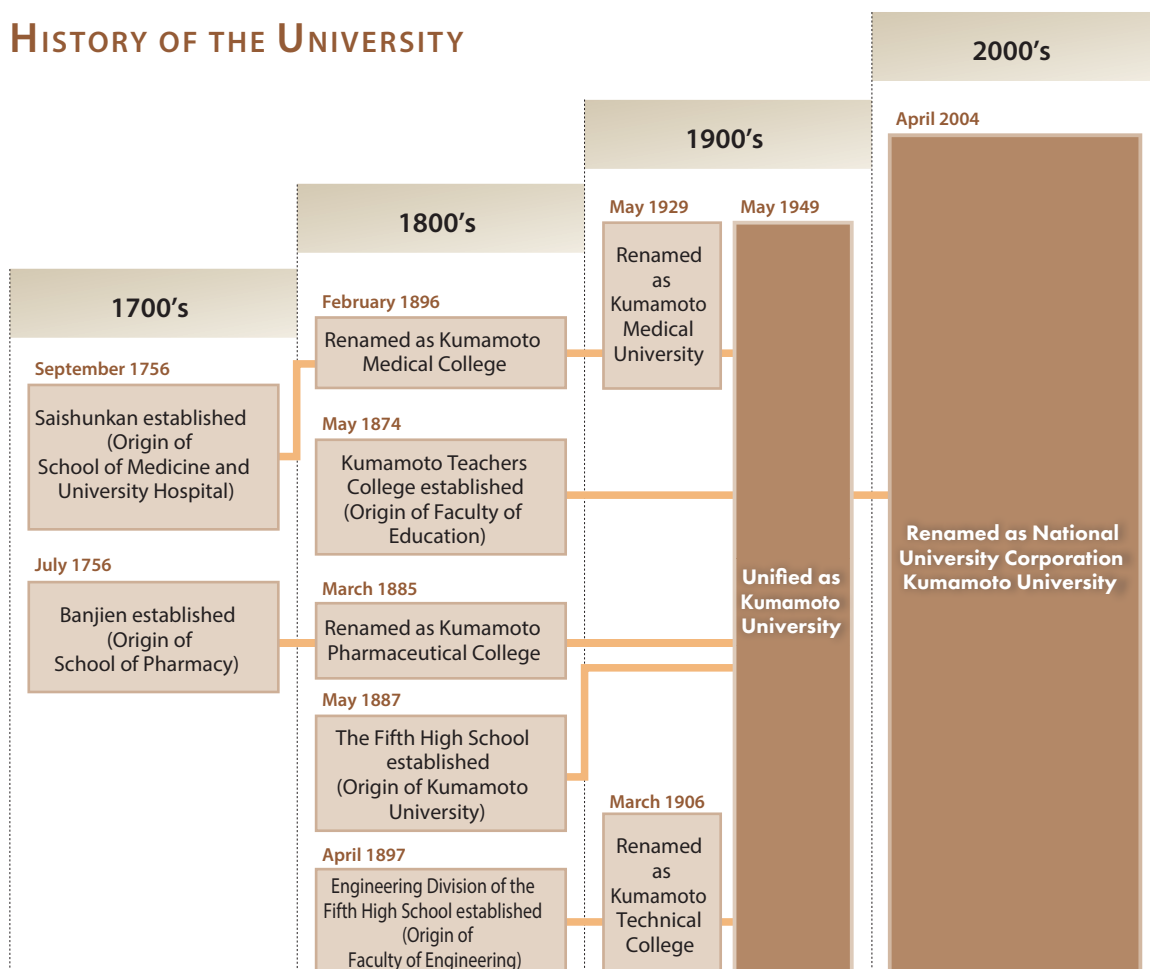 HISTORY OF THE UNIVERSITY
1700's
September 1756
Saishunkan established
(Origin of
School of Medicine and
University Hospital)
July 1756
Banjien established
(Origin of
School of Pharmacy)
1800's
February 1896
Renamed as Kumamoto
Medical College
May 1874
Kumamoto Teachers
College established
(Origin of Faculty of
Education)
March 1885
Renamed as Kumamoto
Pharmaceutical College
May 1887
The Fifth High School
established
(Origin of Kumamoto
University)
April 1897
Engineering Division of the
Fifth High School established
(Origin of
Faculty of Engineering)
1900's
May 1929
Renamed
as
Kumamoto
Medical
University
March 1906
Renamed
as
Kumamoto
Technical
College
May 1949
Unified as
Kumamoto
University
2000's
April 2004
Renamed as National
University Corporation
Kumamoto University